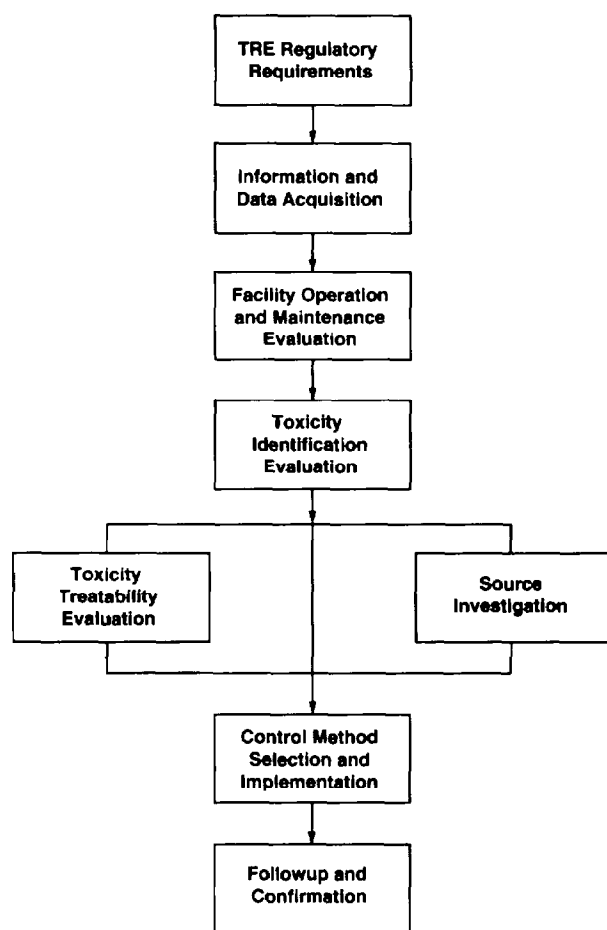 TRE Regulatory
Requirements
Information and
Data Acquisition
Facility Operation
and Maintenance
Evaluation
Toxicity
Identification
Evaluation
Toxicity
Treatability
Evaluation
Source
Investigation
Control Method
Selection and
Implementation
Followup and
Confirmation